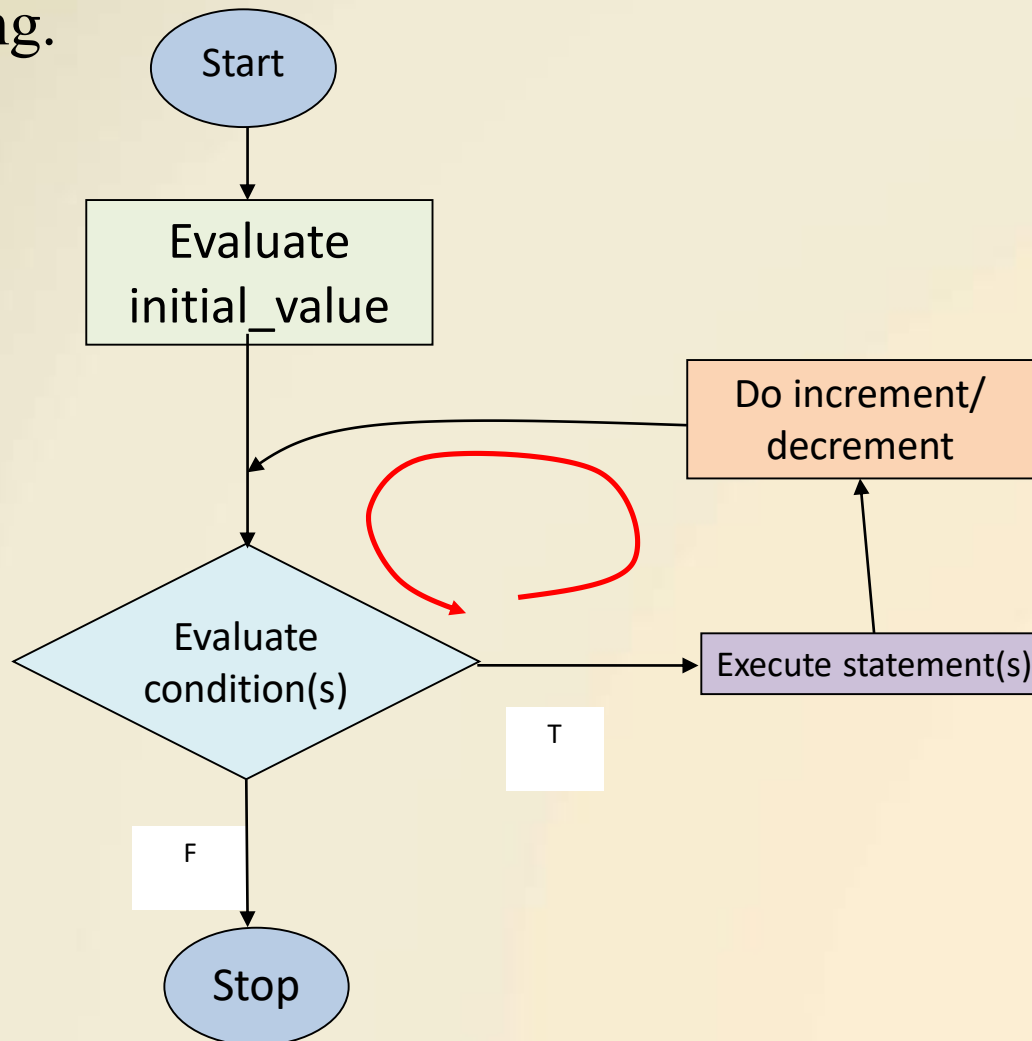 ng.
Start
Evaluate
initial_value
Do increment/
decrement
Evaluate
condition(s)
Execute statement(s)
T
F
Stop